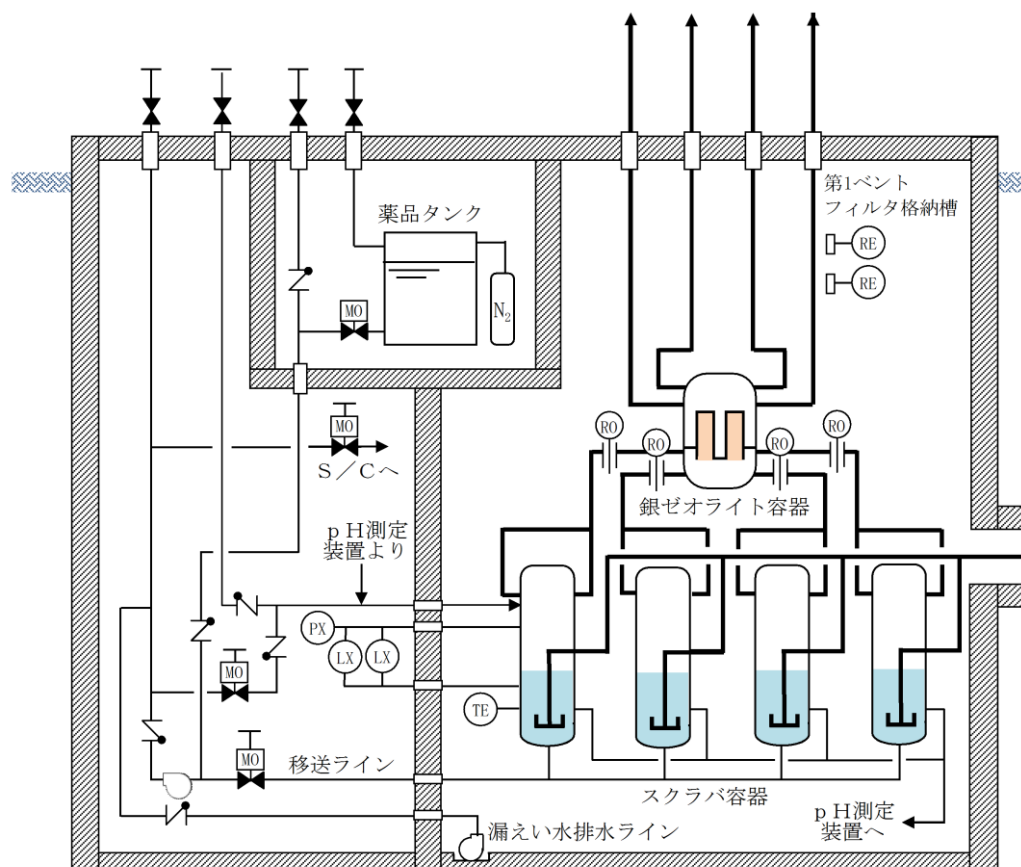 第1ベント
フィルタ格納槽
薬品タンク
RE
RE
MO
N₂
MO
S/Cへ
RO
RO
RO
RO
銀ゼオライト容器
pH測定
装置より
PX
LX
LX
MO
TE
MO
移送ライン
スクラバ容器
pH測定
装置へ
漏えい水排水ライン